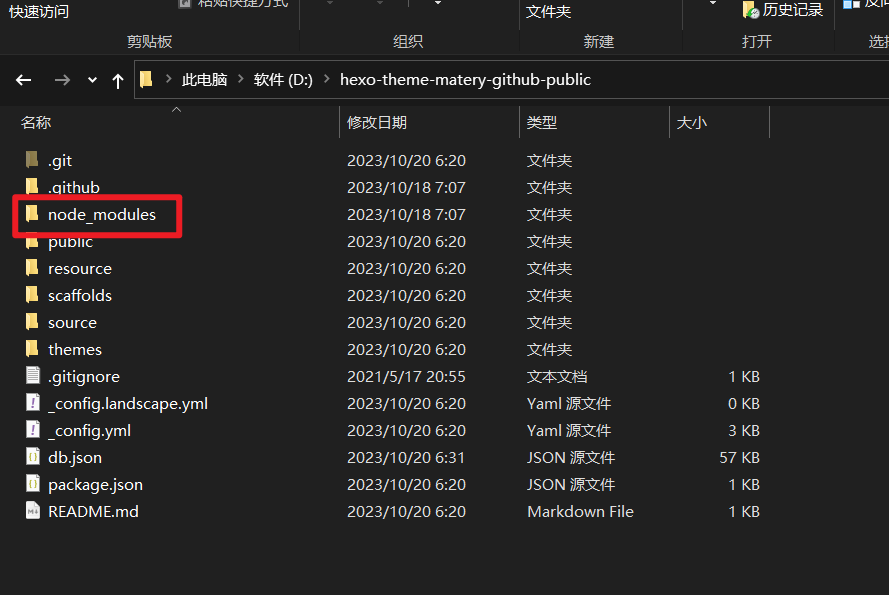 快速访问 粘贴快捷方式 文件夹 历史记录
剪贴板 组织 新建 打开
此电脑 软件 (D:) hexo-theme-matery-github-public
名称 修改日期 类型 大小
.git 2023/10/20 6:20 文件夹
.github 2023/10/18 7:07 文件夹
node_modules 2023/10/18 7:07 文件夹
public 2023/10/20 6:20 文件夹
resource 2023/10/20 6:20 文件夹
scaffolds 2023/10/20 6:20 文件夹
source 2023/10/20 6:20 文件夹
themes 2023/10/20 6:20 文件夹
.gitignore 2021/5/17 20:55 文本文档 1 KB
_config.landscape.yml 2023/10/20 6:20 Yaml 源文件 0 KB
_config.yml 2023/10/20 6:20 Yaml 源文件 3 KB
db.json 2023/10/20 6:31 JSON 源文件 57 KB
package.json 2023/10/20 6:20 JSON 源文件 1 KB
README.md 2023/10/20 6:20 Markdown File 1 KB